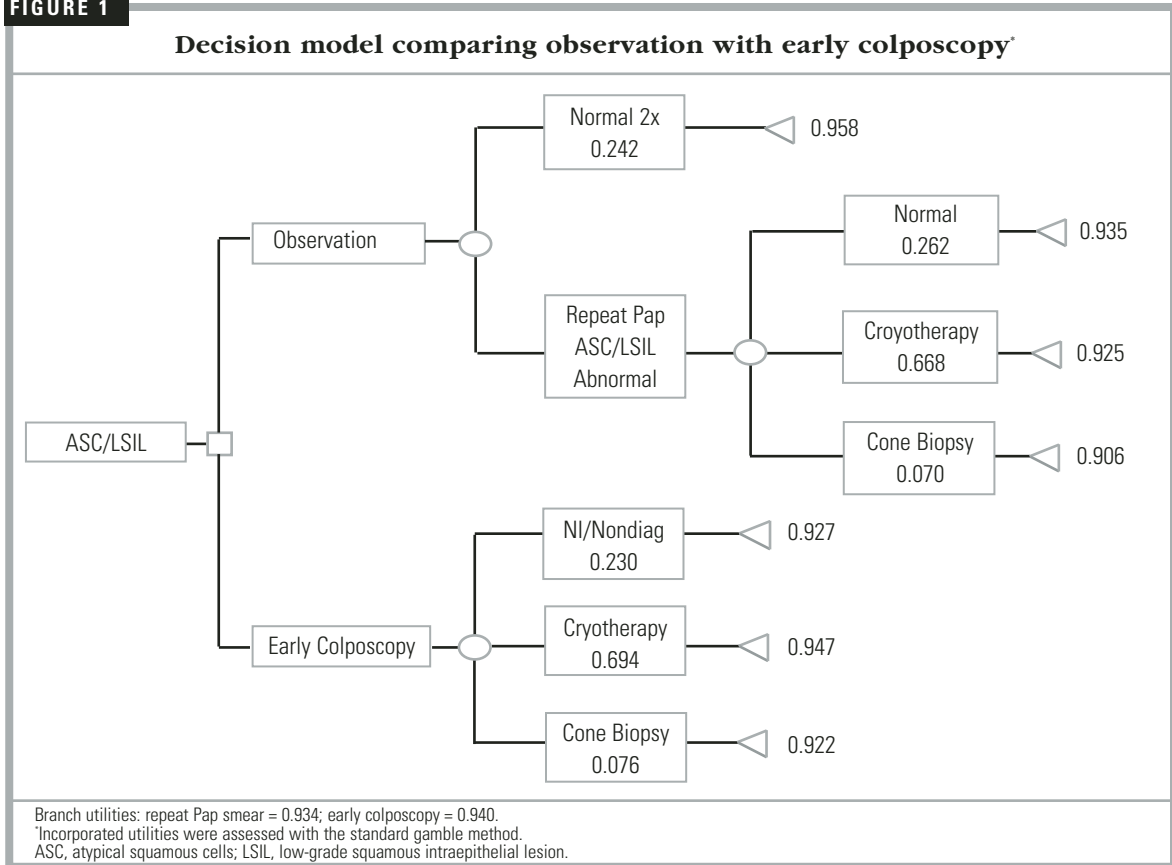 FIGURE 1
Decision model comparing observation with early colposcopy*
Normal 2x
0.242
0.958
Observation
Normal
0.262
0.935
Repeat Pap
ASC/LSIL
Abnormal
Croyotherapy
0.668
0.925
Cone Biopsy
0.070
0.906
ASC/LSIL
NI/Nondiag
0.230
0.927
Early Colposcopy
Cryotherapy
0.694
0.947
Cone Biopsy
0.076
0.922
Branch utilities: repeat Pap smear = 0.934; early colposcopy = 0.940.
*Incorporated utilities were assessed with the standard gamble method.
ASC, atypical squamous cells; LSIL, low-grade squamous intraepithelial lesion.